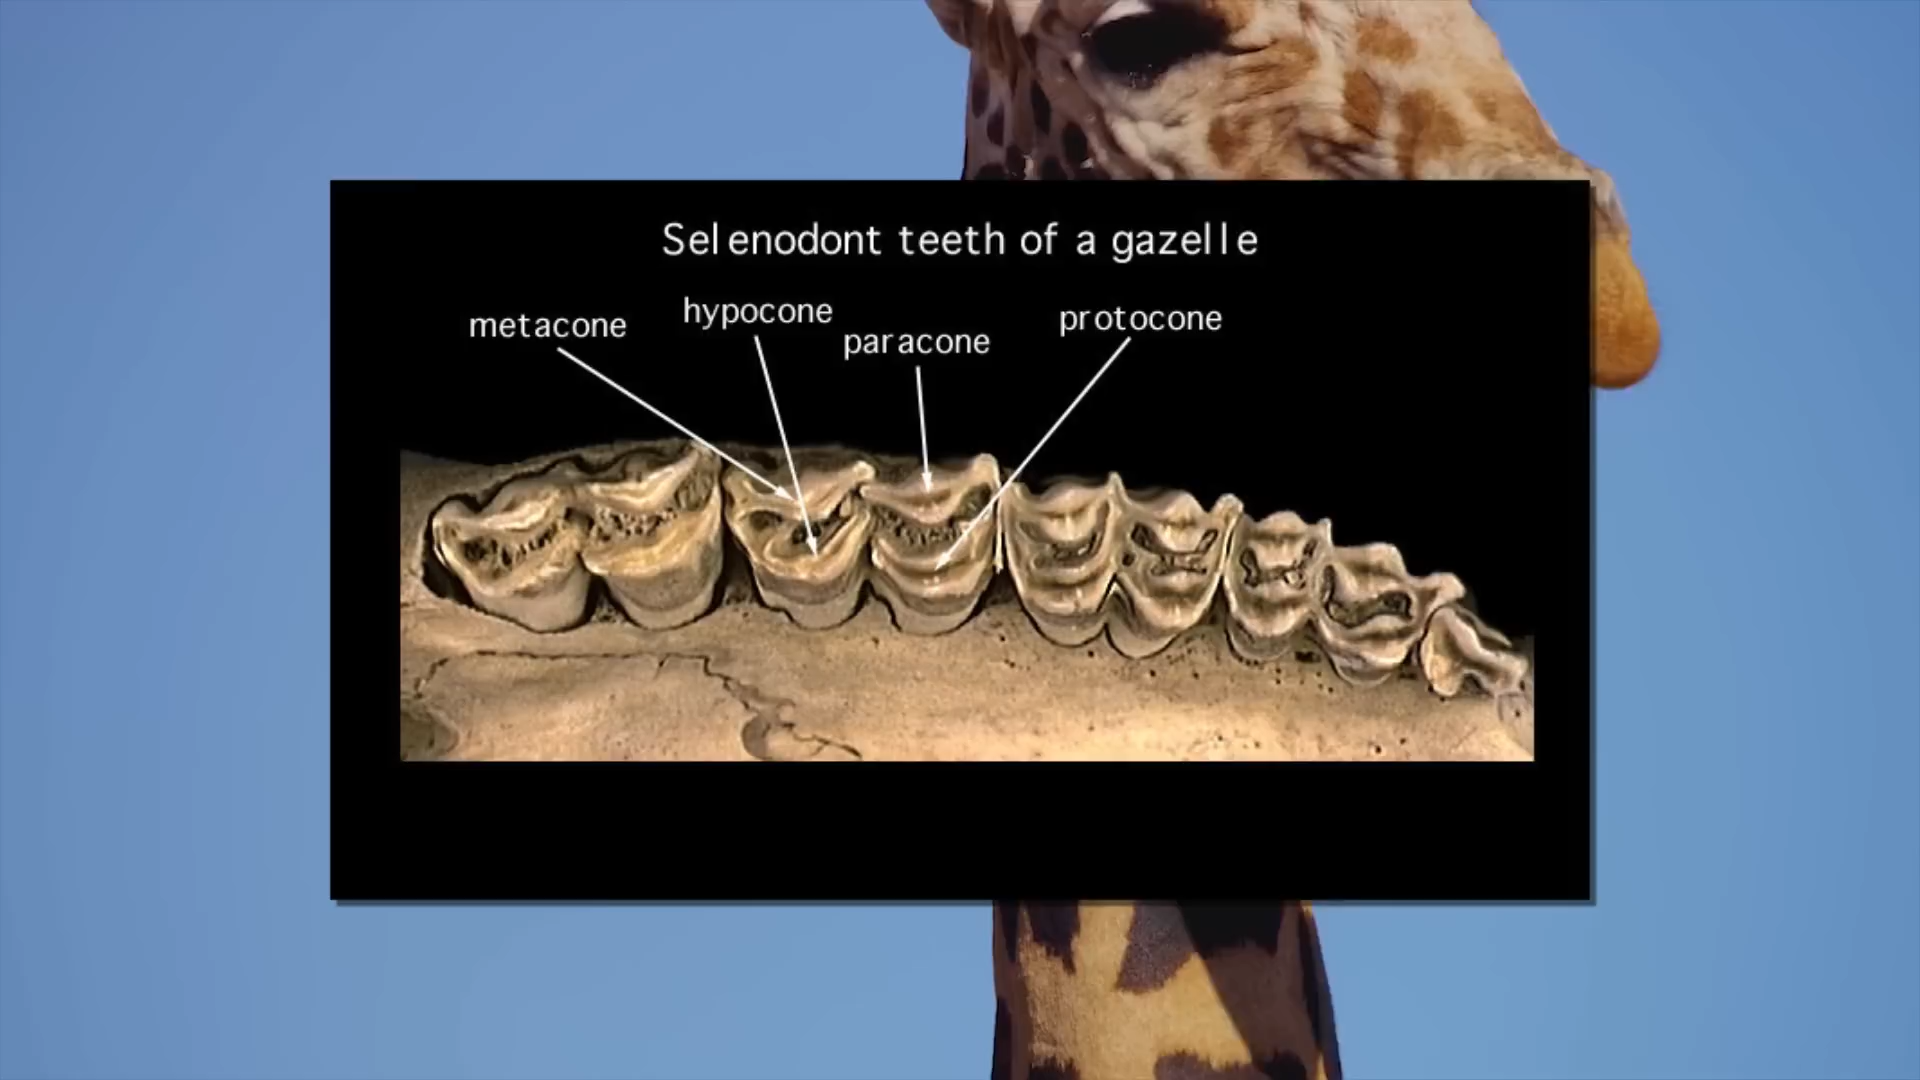 Selenodont teeth of a gazelle
metacone
hypocone
paracone
protocone